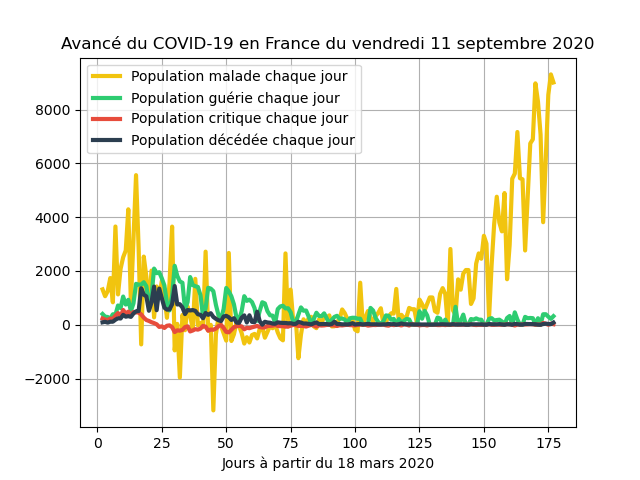 Avancé du COVID-19 en France du vendredi 11 septembre 2020
Population malade chaque jour
Population guérie chaque jour
Population critique chaque jour
Population décédée chaque jour
8000
6000
4000
2000
0
−2000
0 25 50 75 100 125 150 175
Jours à partir du 18 mars 2020